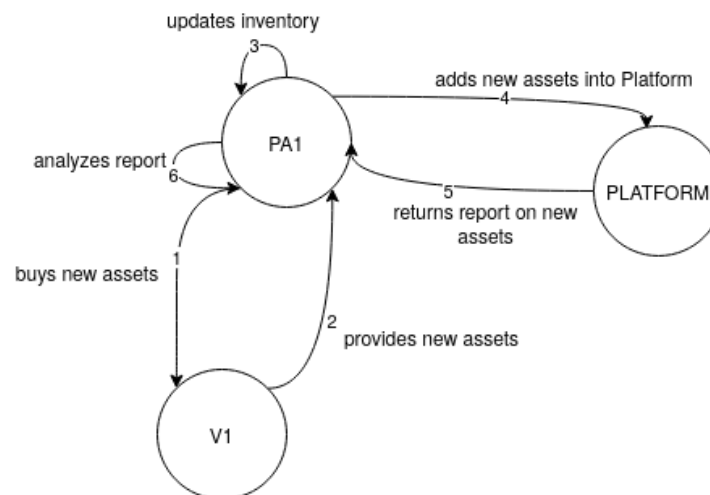 updates inventory
3
adds new assets into Platform
4
PA1
analyzes report
6
PLATFORM
5
returns report on new
assets
1
buys new assets
2
provides new assets
V1